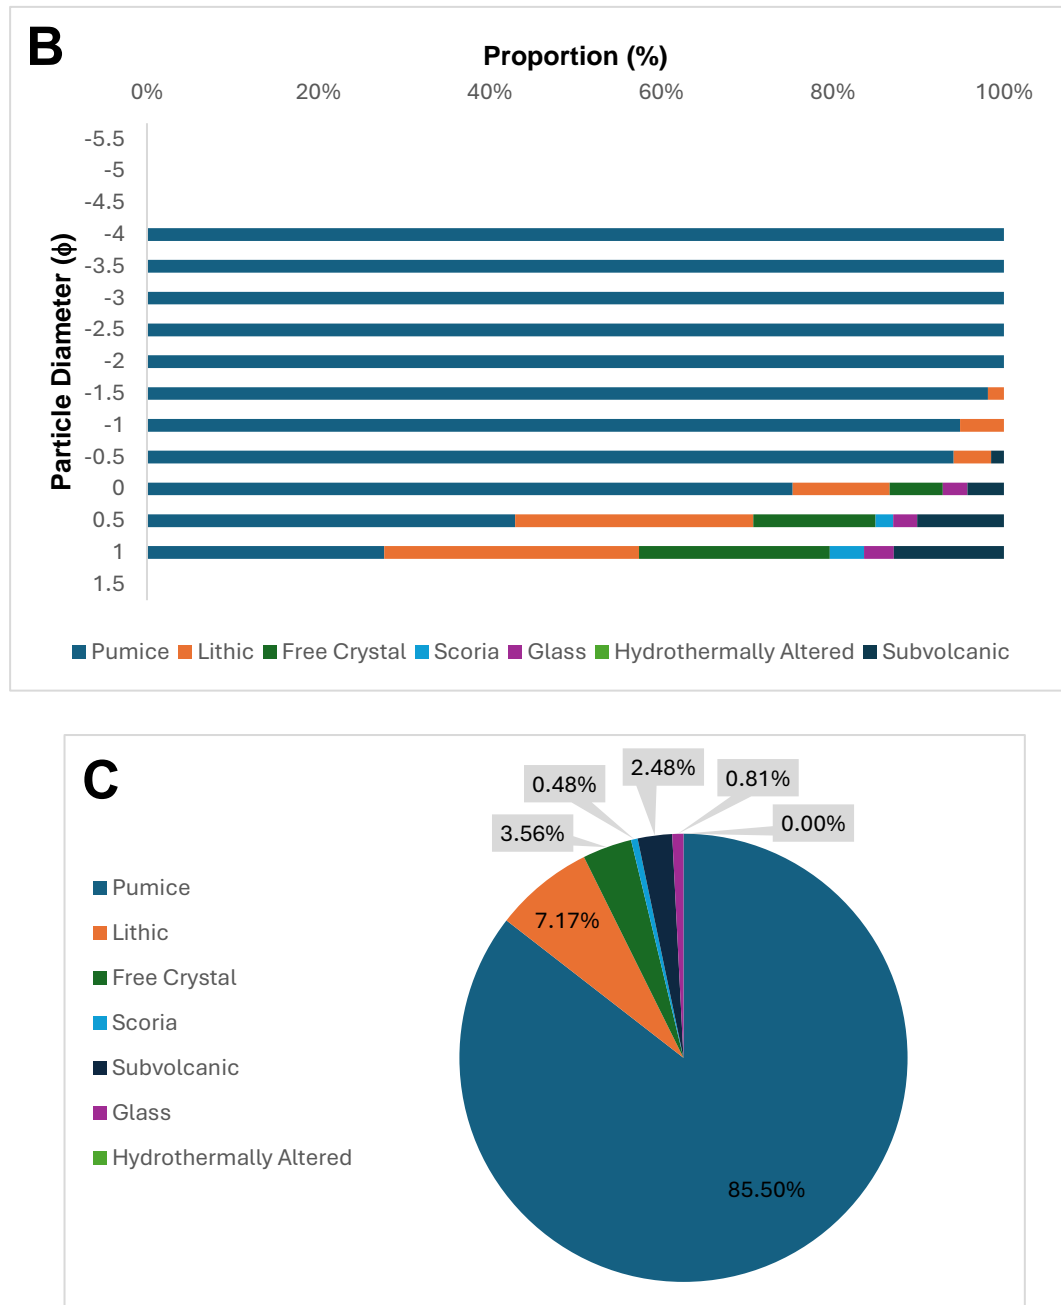 B
Proportion (%)
0% 20% 40% 60% 80% 100%
Particle Diameter (ϕ)
-5.5
-5
-4.5
-4
-3.5
-3
-2.5
-2
-1.5
-1
-0.5
0
0.5
1
1.5
Pumice Lithic Free Crystal Scoria Glass Hydrothermally Altered Subvolcanic
C
2.48%
0.48%
0.81%
3.56%
0.00%
Pumice
Lithic
Free Crystal
Scoria
Subvolcanic
Glass
Hydrothermally Altered
7.17%
85.50%